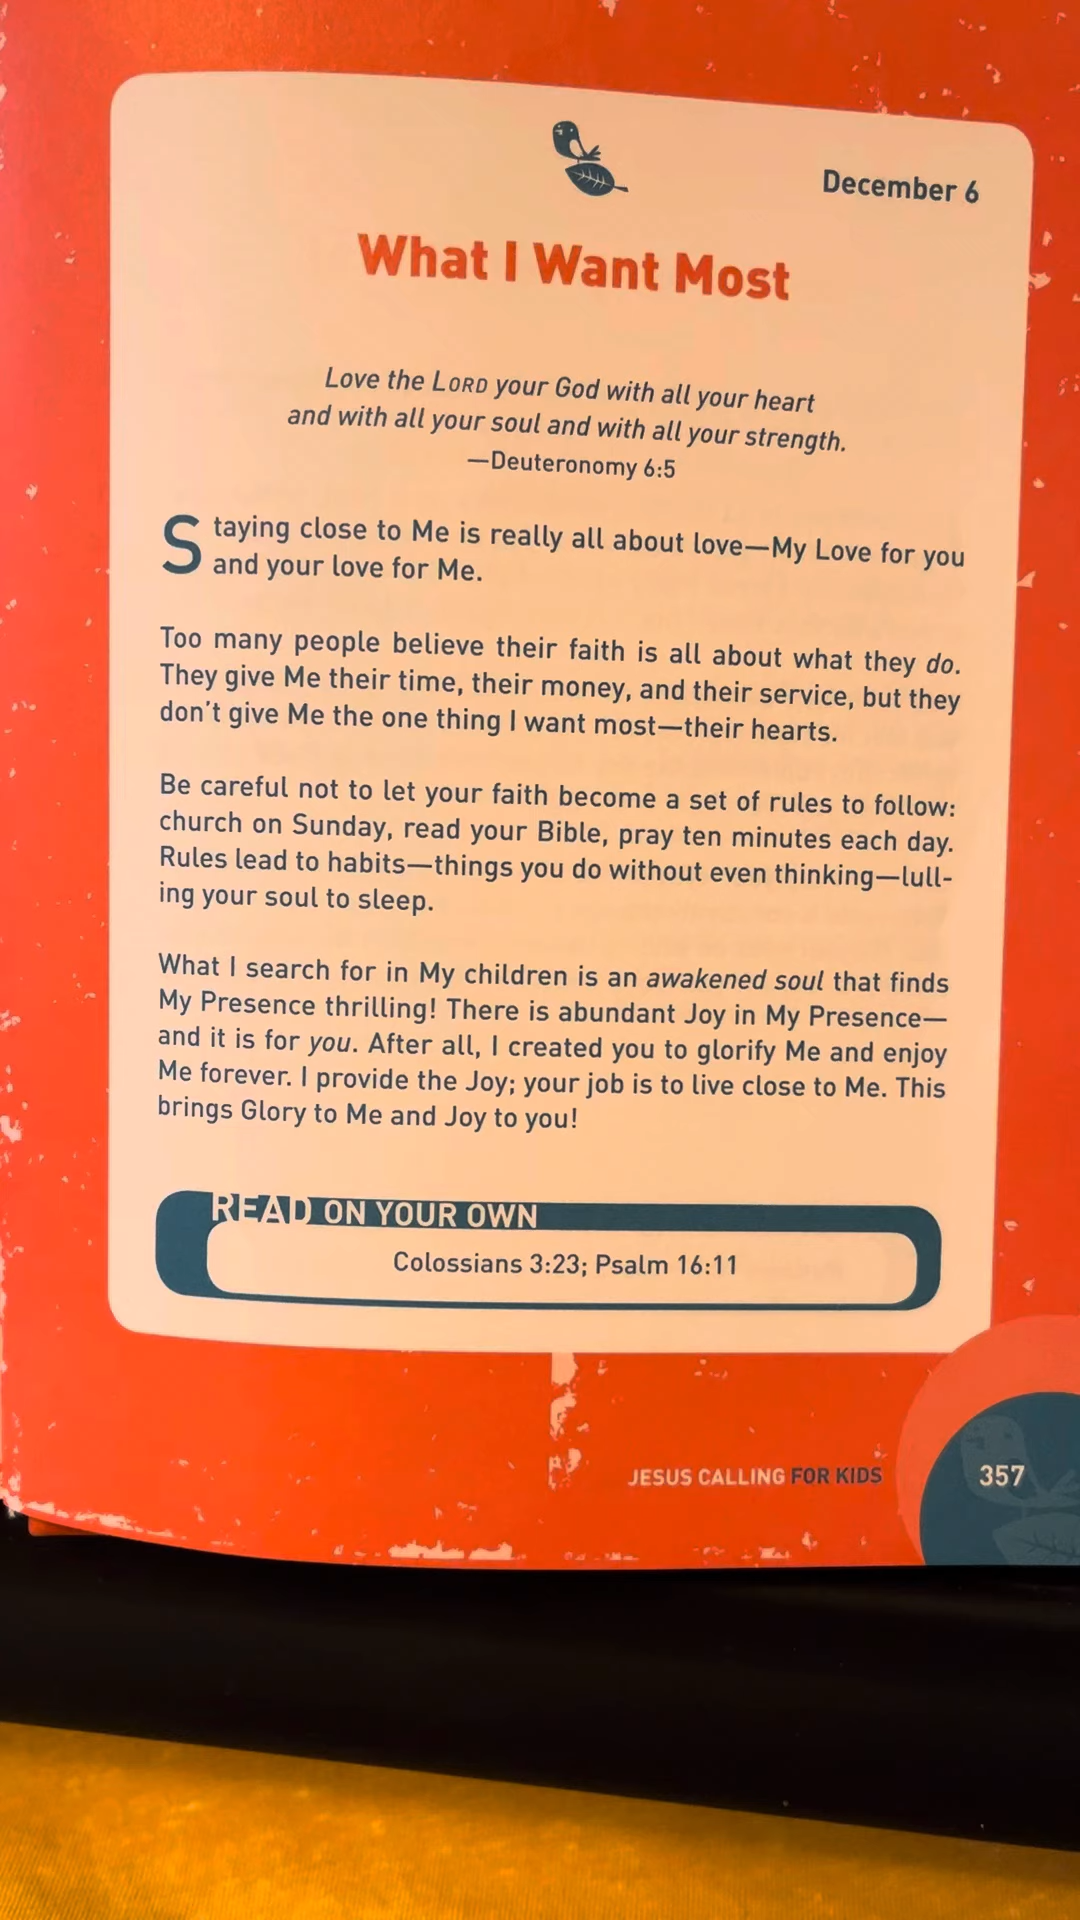 December 6
What I Want Most
Love the LORD your God with all your heart
and with all your soul and with all your strength.
—Deuteronomy 6:5
Staying close to Me is really all about love—My Love for you
and your love for Me.
Too many people believe their faith is all about what they do.
They give Me their time, their money, and their service, but they
don't give Me the one thing I want most—their hearts.
Be careful not to let your faith become a set of rules to follow:
church on Sunday, read your Bible, pray ten minutes each day.
Rules lead to habits—things you do without even thinking—lull-
ing your soul to sleep.
What I search for in My children is an awakened soul that finds
My Presence thrilling! There is abundant Joy in My Presence—
and it is for you. After all, I created you to glorify Me and enjoy
Me forever. I provide the Joy; your job is to live close to Me. This
brings Glory to Me and Joy to you!
READ ON YOUR OWN
Colossians 3:23; Psalm 16:11
JESUS CALLING FOR KIDS
357